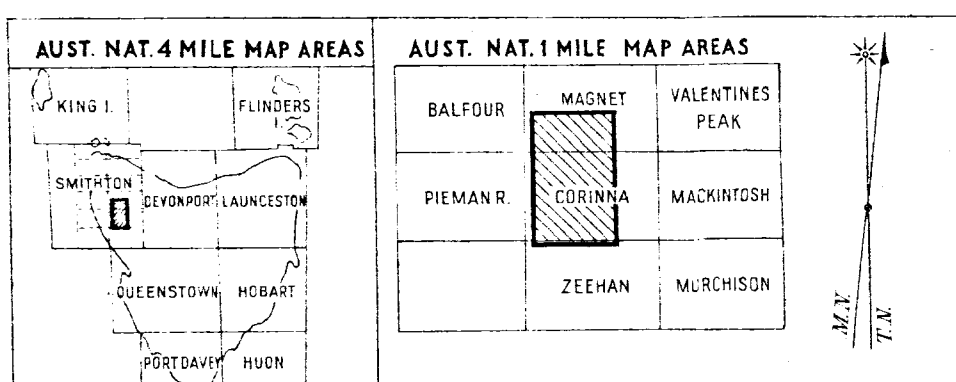 AUST. NAT. 4 MILE MAP AREAS
KING I.
FLINDERS
SMITHTON
DEVONPORT
LAUNCESTON
QUEENSTOWN
HOBART
PORT DAVEY
HUON
AUST. NAT. 1 MILE MAP AREAS
BALFOUR
MAGNET
VALENTINES
PEAK
PIEMAN R.
CORINNA
MACKINTOSH
ZEEHAN
MURCHISON
M.N.
T.N.